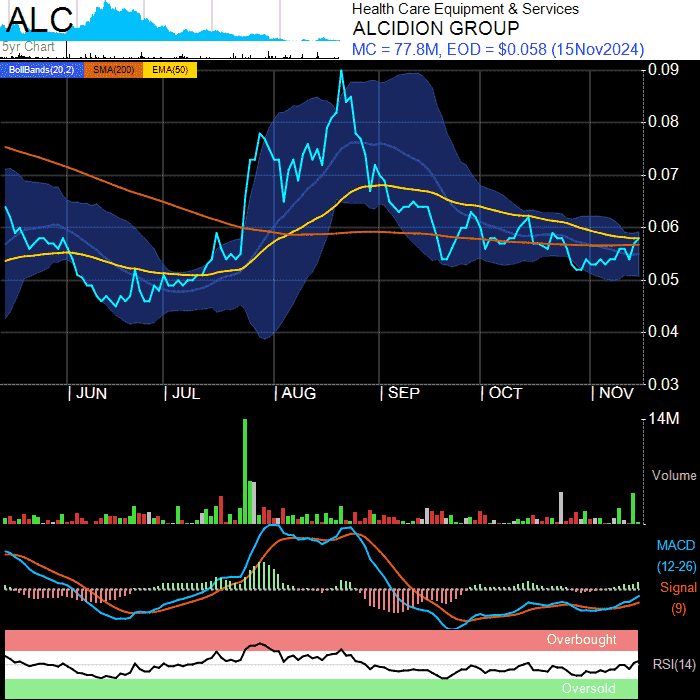 ALC
5yr Chart
Health Care Equipment & Services
ALCIDION GROUP
MC = 77.8M, EOD = $0.058 (15Nov2024)
BollBands(20,2) SMA(200) EMA(50)
0.09
0.08
0.07
0.06
0.05
0.04
0.03
| JUN | JUL | AUG | SEP | OCT | NOV
14M
Volume
MACD
(12-26)
Signal
(9)
Overbought
RSI(14)
Oversold